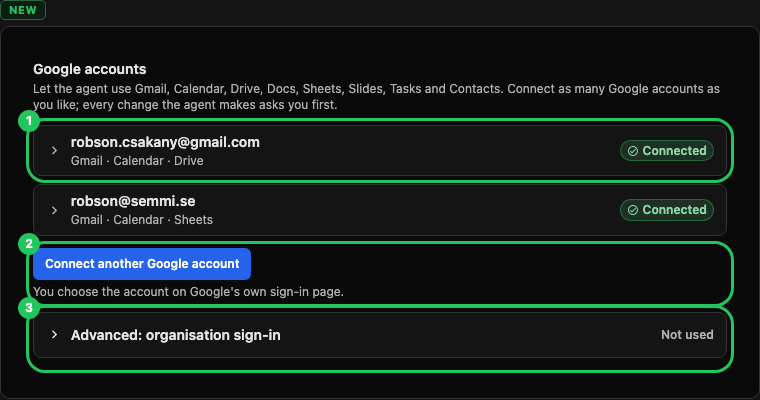 NEW
Google accounts
Let the agent use Gmail, Calendar, Drive, Docs, Sheets, Slides, Tasks and Contacts. Connect as many Google accounts as
you like; every change the agent makes asks you first.
1
robson.csakany@gmail.com
Connected
Gmail · Calendar · Drive
robson@semmi.se
Connected
Gmail · Calendar · Sheets
2
Connect another Google account
You choose the account on Google's own sign-in page.
3
Advanced: organisation sign-in
Not used